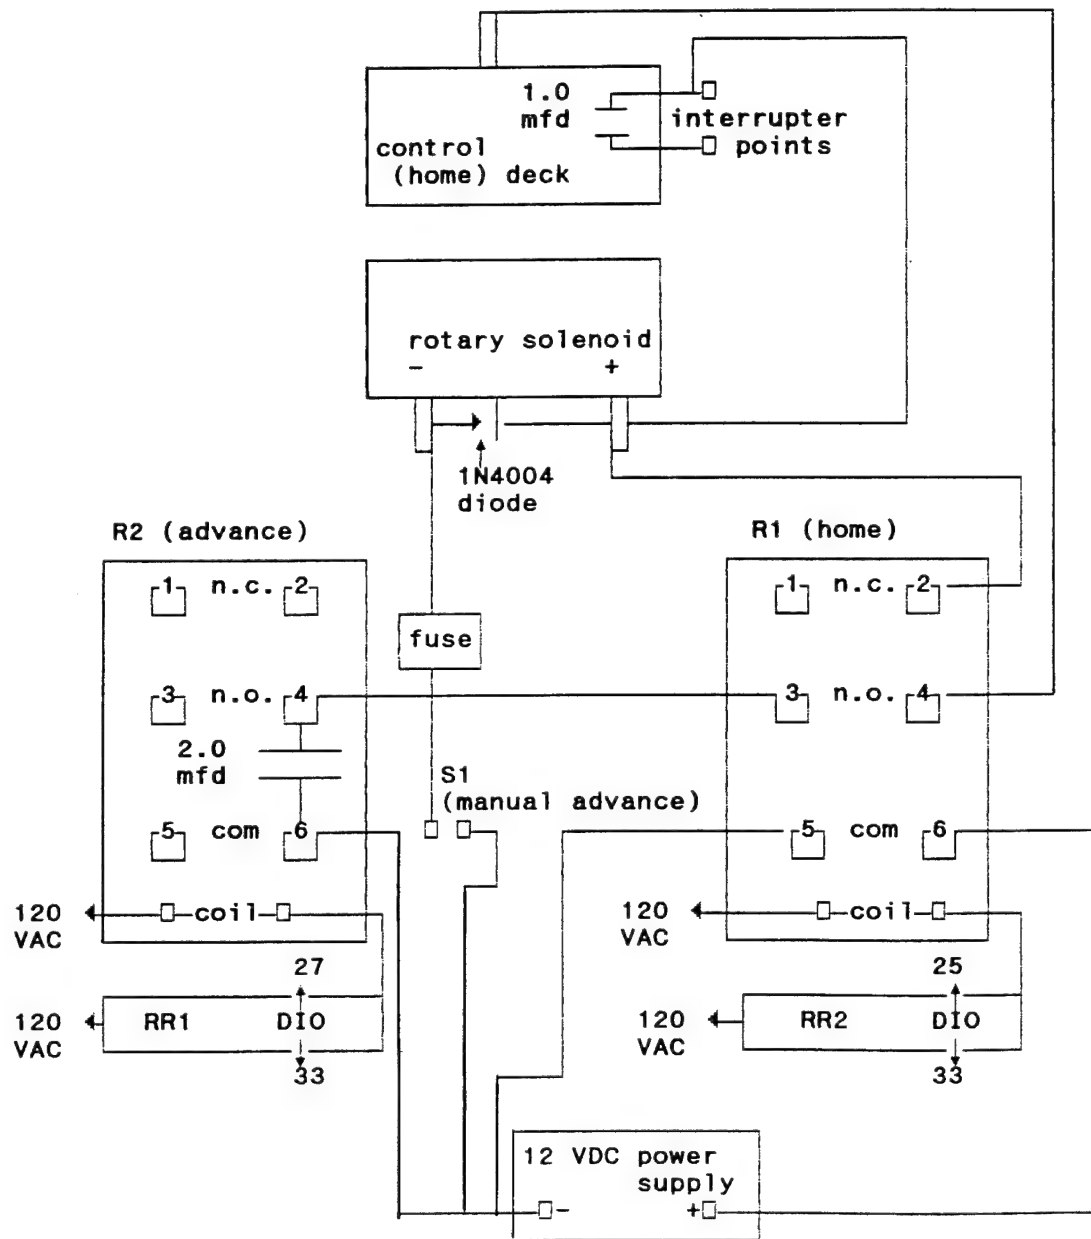 1.0
mfd
interrupter
points
control
(home) deck
rotary solenoid
- +
1N4004
diode
R2 (advance)
R1 (home)
1 n.c. 2
1 n.c. 2
fuse
3 n.o. 4
3 n.o. 4
2.0
mfd
S1
(manual advance)
5 com 6
5 com 6
120
VAC
coil
120
VAC
coil
27
25
120
VAC
RR1 DIO
120
VAC
RR2 DIO
33
33
12 VDC power
supply
- +